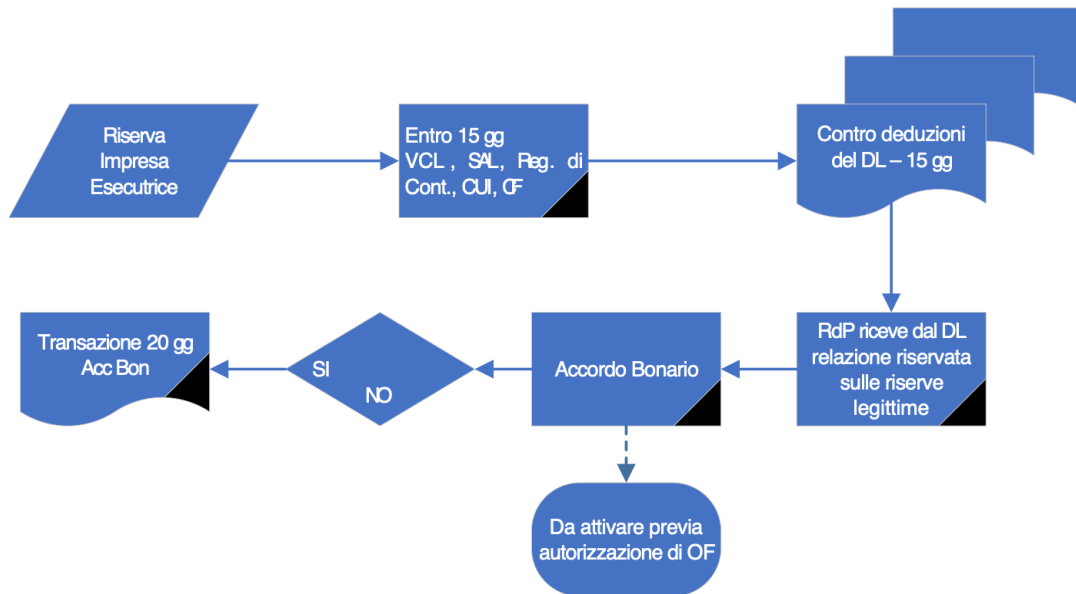 Riserva
Impresa
Esecutrice
Entro 15 gg
VCL , SAL, Reg. di
Cont., CUI, CF
Contro deduzioni
del DL – 15 gg
Transazione 20 gg
Acc Bon
SI
NO
Accordo Bonario
RdP riceve dal DL
relazione riservata
sulle riserve
legittime
Da attivare previa
autorizzazione di OF